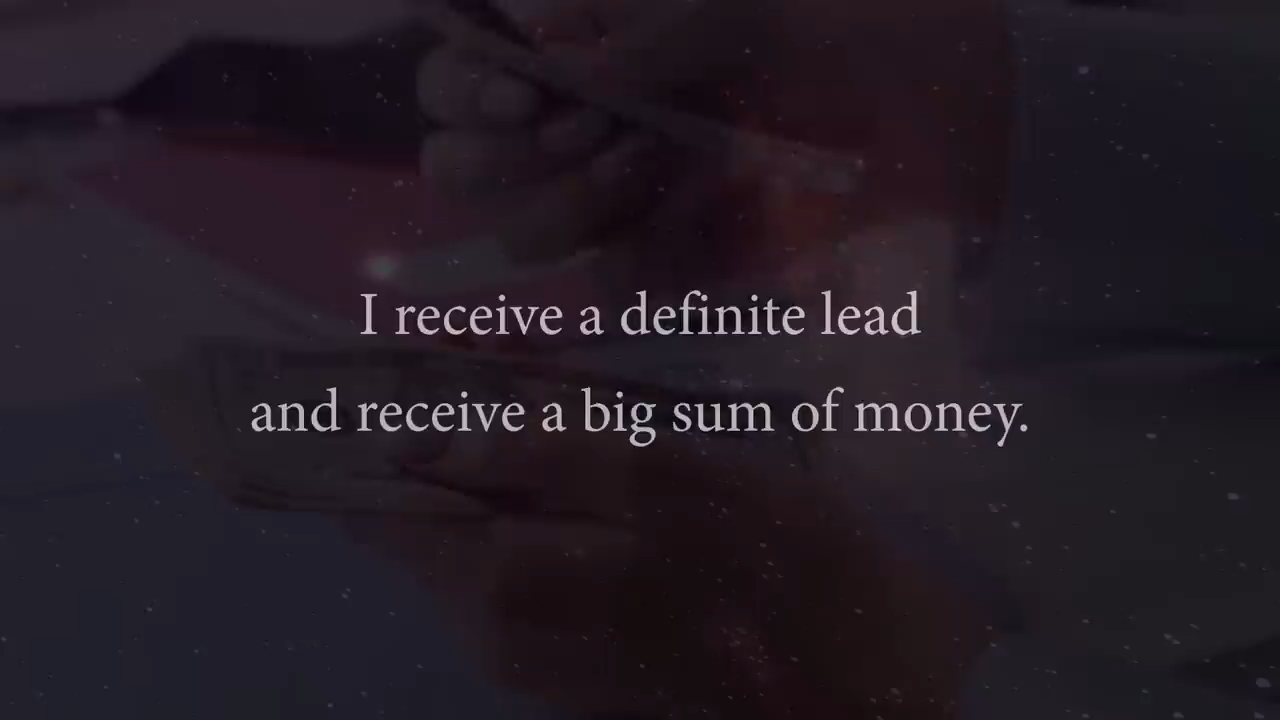 I receive a definite lead
and receive a big sum of money.